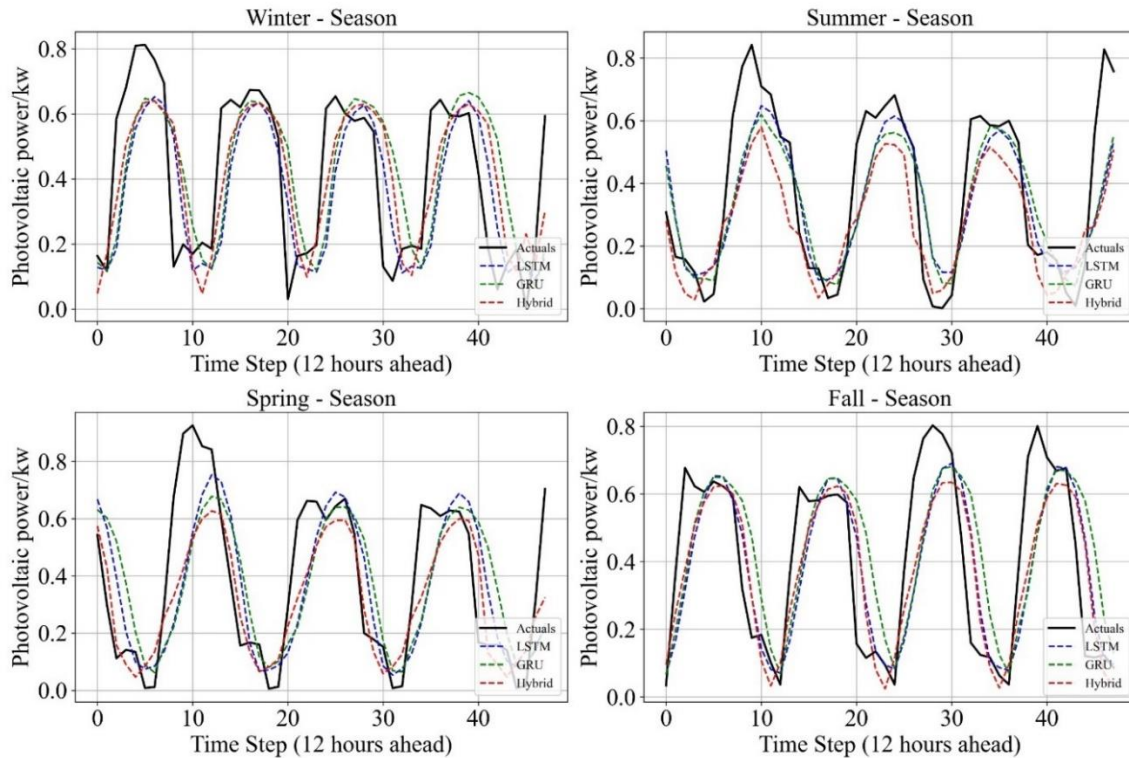 Winter - Season
Photovoltaic power/kw
0.8
0.6
0.4
0.2
0.0
Actuals
LSTM
GRU
Hybrid
0 10 20 30 40
Time Step (12 hours ahead)
Summer - Season
Photovoltaic power/kw
0.8
0.6
0.4
0.2
0.0
Actuals
LSTM
GRU
Hybrid
0 10 20 30 40
Time Step (12 hours ahead)
Spring - Season
Photovoltaic power/kw
0.8
0.6
0.4
0.2
0.0
Actuals
LSTM
GRU
Hybrid
0 10 20 30 40
Time Step (12 hours ahead)
Fall - Season
Photovoltaic power/kw
0.8
0.6
0.4
0.2
0.0
Actuals
LSTM
GRU
Hybrid
0 10 20 30 40
Time Step (12 hours ahead)